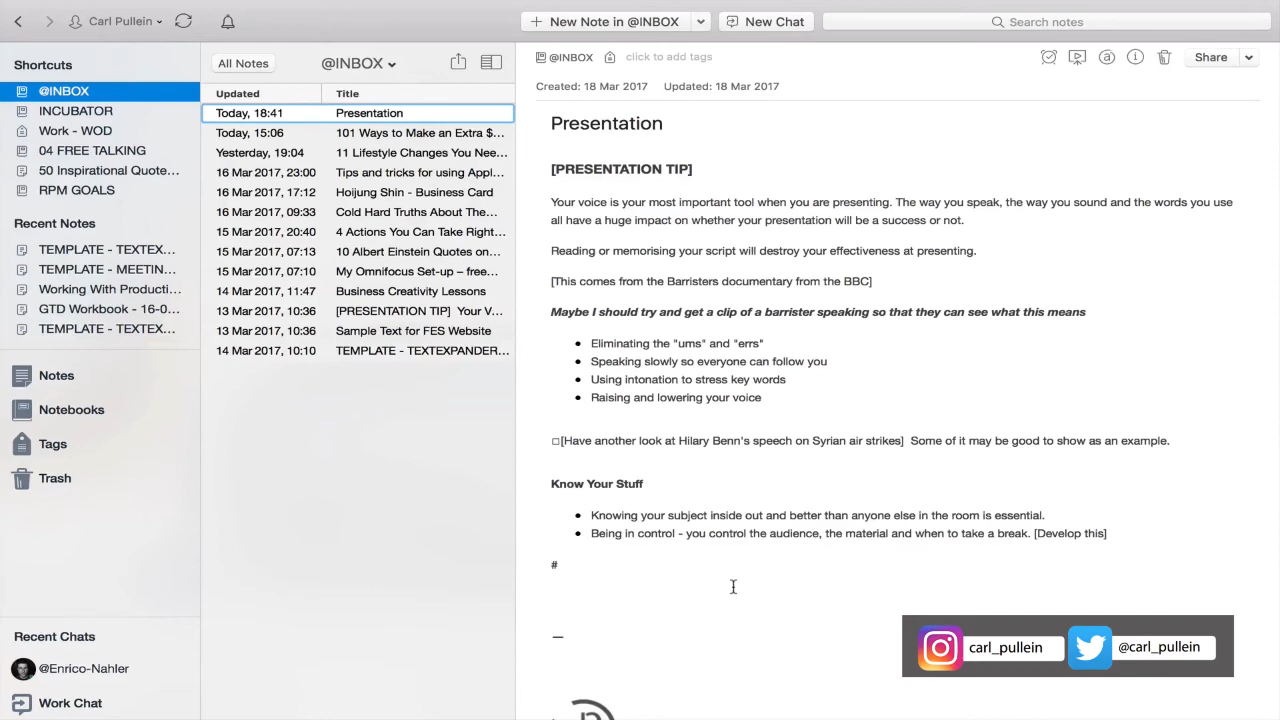 Carl Pullein
New Note in @INBOX
New Chat
Search notes
Shortcuts
@INBOX
INCUBATOR
Work - WOD
04 FREE TALKING
50 Inspirational Quote...
RPM GOALS
Recent Notes
TEMPLATE - TEXTEX...
TEMPLATE - MEETIN...
Working With Producti...
GTD Workbook - 16-0...
TEMPLATE - TEXTEX...
Notes
Notebooks
Tags
Trash
Recent Chats
@Enrico-Nahler
Work Chat
All Notes
@INBOX
Updated Title
Today, 18:41 Presentation
Today, 15:06 101 Ways to Make an Extra $...
Yesterday, 19:04 11 Lifestyle Changes You Nee...
16 Mar 2017, 23:00 Tips and tricks for using Appl...
16 Mar 2017, 17:12 Hoijung Shin - Business Card
16 Mar 2017, 09:33 Cold Hard Truths About The...
15 Mar 2017, 20:40 4 Actions You Can Take Right...
15 Mar 2017, 07:13 10 Albert Einstein Quotes on...
15 Mar 2017, 07:10 My Omnifocus Set-up – free...
14 Mar 2017, 11:47 Business Creativity Lessons
13 Mar 2017, 10:36 [PRESENTATION TIP] Your V...
13 Mar 2017, 10:36 Sample Text for FES Website
14 Mar 2017, 10:10 TEMPLATE - TEXTEXPANDER...
@INBOX click to add tags
Share
Created: 18 Mar 2017 Updated: 18 Mar 2017
Presentation
[PRESENTATION TIP]
Your voice is your most important tool when you are presenting. The way you speak, the way you sound and the words you use
all have a huge impact on whether your presentation will be a success or not.
Reading or memorising your script will destroy your effectiveness at presenting.
[This comes from the Barristers documentary from the BBC]
Maybe I should try and get a clip of a barrister speaking so that they can see what this means
• Eliminating the "ums" and "errs"
• Speaking slowly so everyone can follow you
• Using intonation to stress key words
• Raising and lowering your voice
[Have another look at Hilary Benn's speech on Syrian air strikes] Some of it may be good to show as an example.
Know Your Stuff
• Knowing your subject inside out and better than anyone else in the room is essential.
• Being in control - you control the audience, the material and when to take a break. [Develop this]
#
—
carl_pullein
@carl_pullein